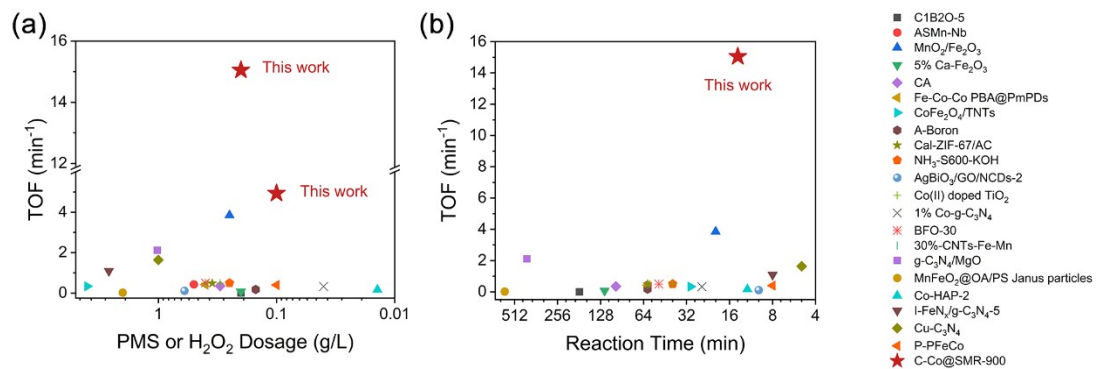 (a)
16
15
14
13
12
4
2
0
TOF (min⁻¹)
This work
This work
1
0.1
0.01
PMS or H₂O₂ Dosage (g/L)
(b)
16
14
12
10
8
6
4
2
0
TOF (min⁻¹)
This work
512
256
128
64
32
16
8
4
Reaction Time (min)
C1B2O-5
ASMn-Nb
MnO₂/Fe₂O₃
5% Ca-Fe₂O₃
CA
Fe-Co-Co PBA@PmPDs
CoFe₂O₄/TNTs
A-Boron
Cal-ZIF-67/AC
NH₃-S600-KOH
AgBiO₃/GO/NCDs-2
Co(II) doped TiO₂
1% Co-g-C₃N₄
BFO-30
30%-CNTs-Fe-Mn
g-C₃N₄/MgO
MnFeO₂@OA/PS Janus particles
Co-HAP-2
I-FeNₓ/g-C₃N₄-5
Cu-C₃N₄
P-PFeCo
C-Co@SMR-900